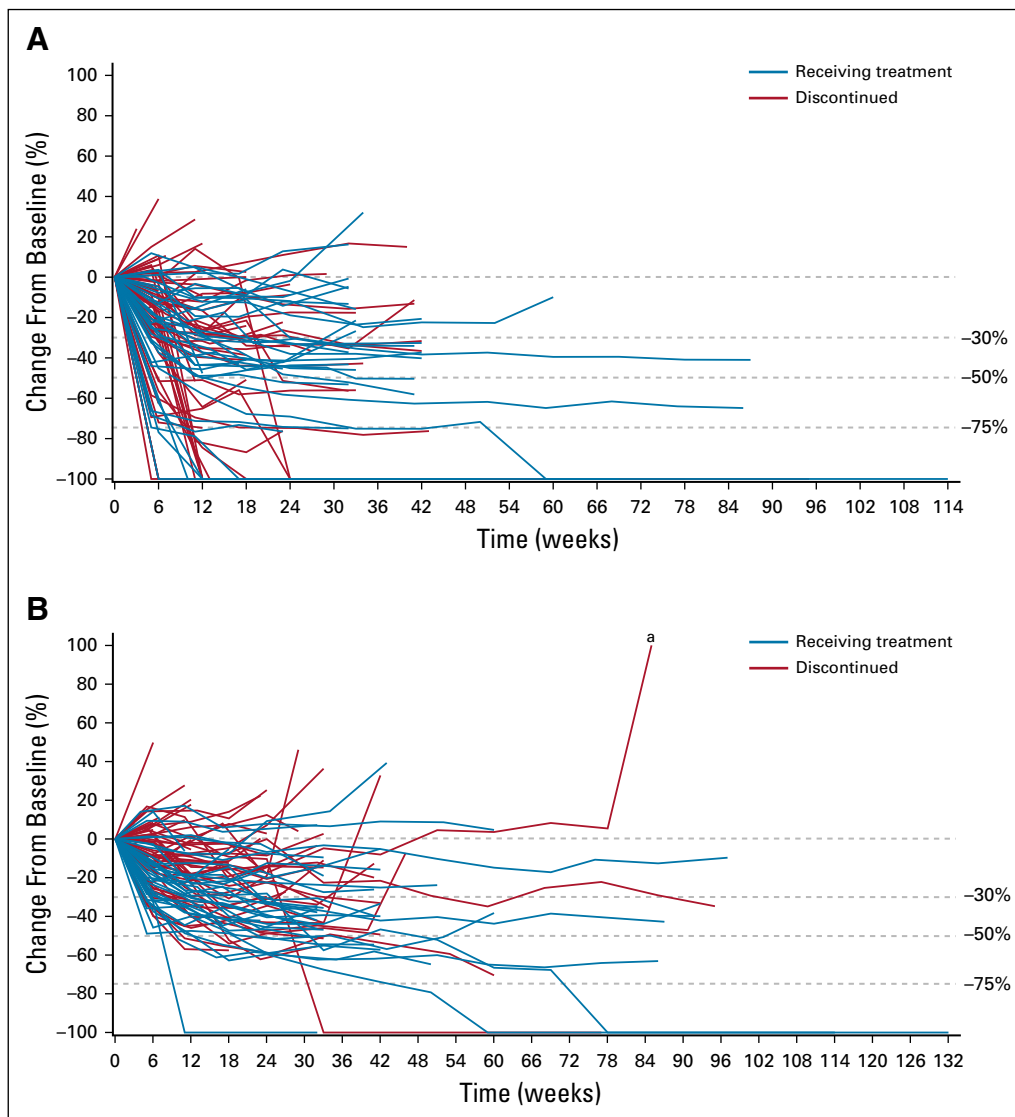 A
Change From Baseline (%)
100
80
60
40
20
0
–20
–40
–60
–80
–100
Receiving treatment
Discontinued
–30%
–50%
–75%
0 6 12 18 24 30 36 42 48 54 60 66 72 78 84 90 96 102 108 114
Time (weeks)
B
Change From Baseline (%)
100
80
60
40
20
0
–20
–40
–60
–80
–100
a
Receiving treatment
Discontinued
–30%
–50%
–75%
0 6 12 18 24 30 36 42 48 54 60 66 72 78 84 90 96 102 108 114 120 126 132
Time (weeks)